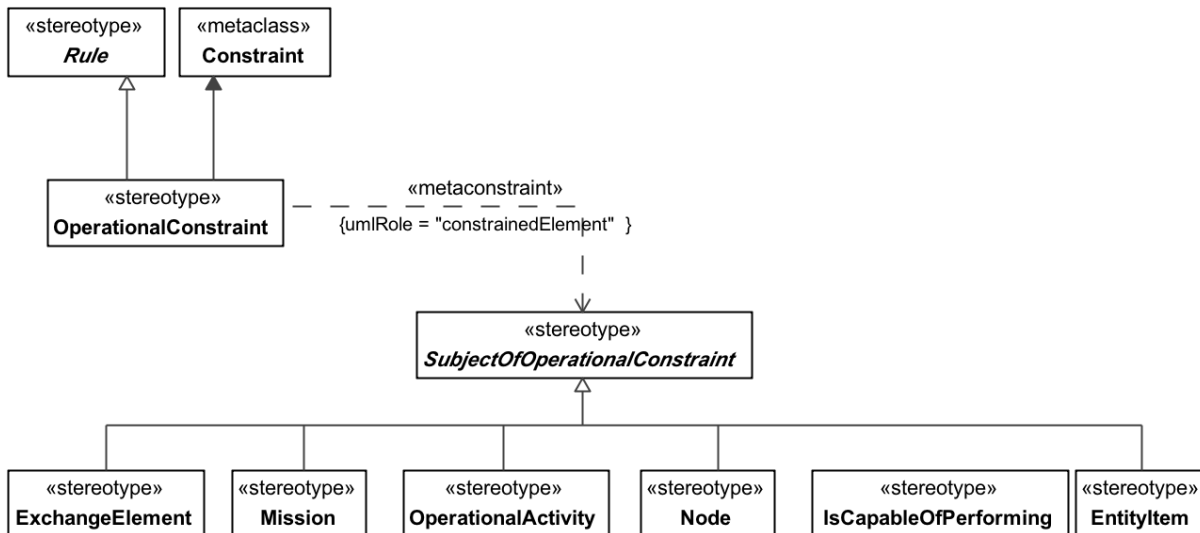 «stereotype»
Rule
«metaclass»
Constraint
«stereotype»
OperationalConstraint
«metaconstraint»
{umlRole = "constrainedElement"  }
«stereotype»
SubjectOfOperationalConstraint
«stereotype»
ExchangeElement
«stereotype»
Mission
«stereotype»
OperationalActivity
«stereotype»
Node
«stereotype»
IsCapableOfPerforming
«stereotype»
EntityItem